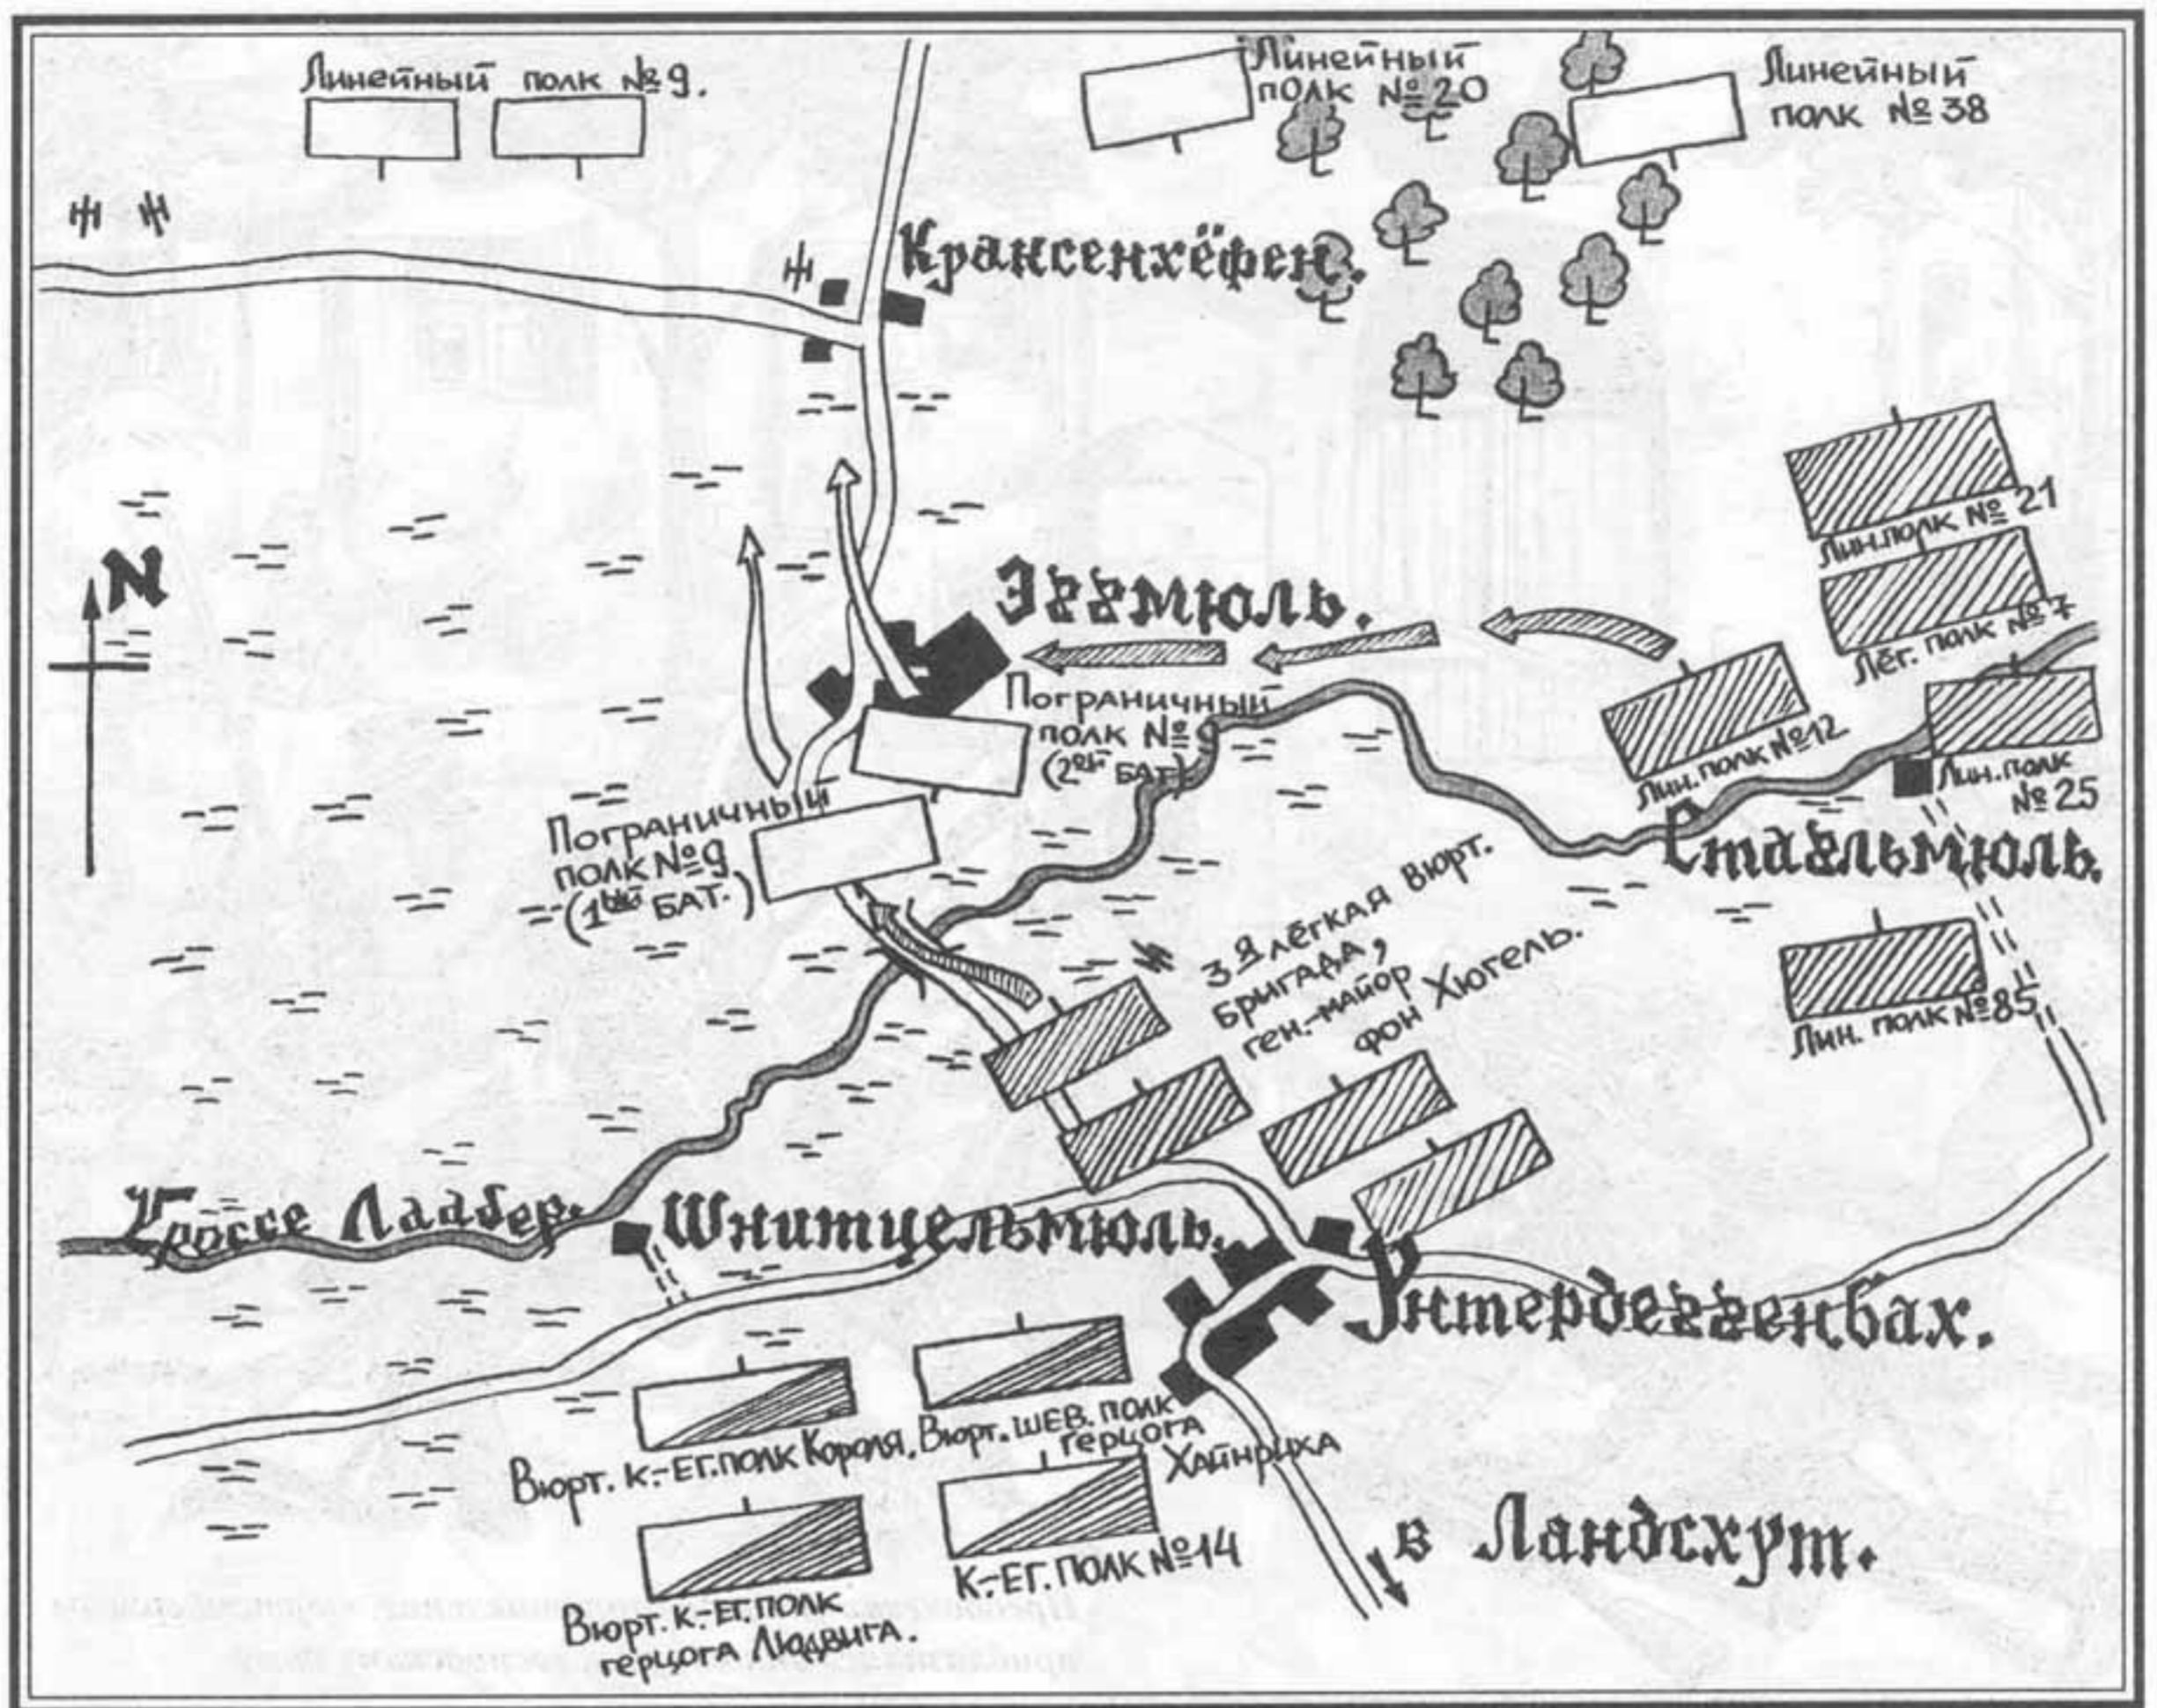 Линейный полк №9.
Линейный
полк №20
Линейный
полк №38
Крансенхёфен.
N
Эггмюль.
Лин.полк №21
Лёг. полк №7
Лин. полк №12
Лин. полк
№25
Пограничный
полк №9
(2ой БАТ.)
Пограничный
полк №9
(1ый БАТ.)
Стагльмюль.
3я лёгкая вюрт.
бригада,
ген.-майор
фон Хюгель.
Лин. полк №85
Гроссе Лаабер.
Шнитцельмюль.
Унтердеггенбах.
Вюрт. к.-ег.полк Короля.
Вюрт. шев. полк
герцога
Хайнриха
Вюрт. к.-ег.полк
герцога Людвига.
К.-ег. полк №14
в Ландсхут.